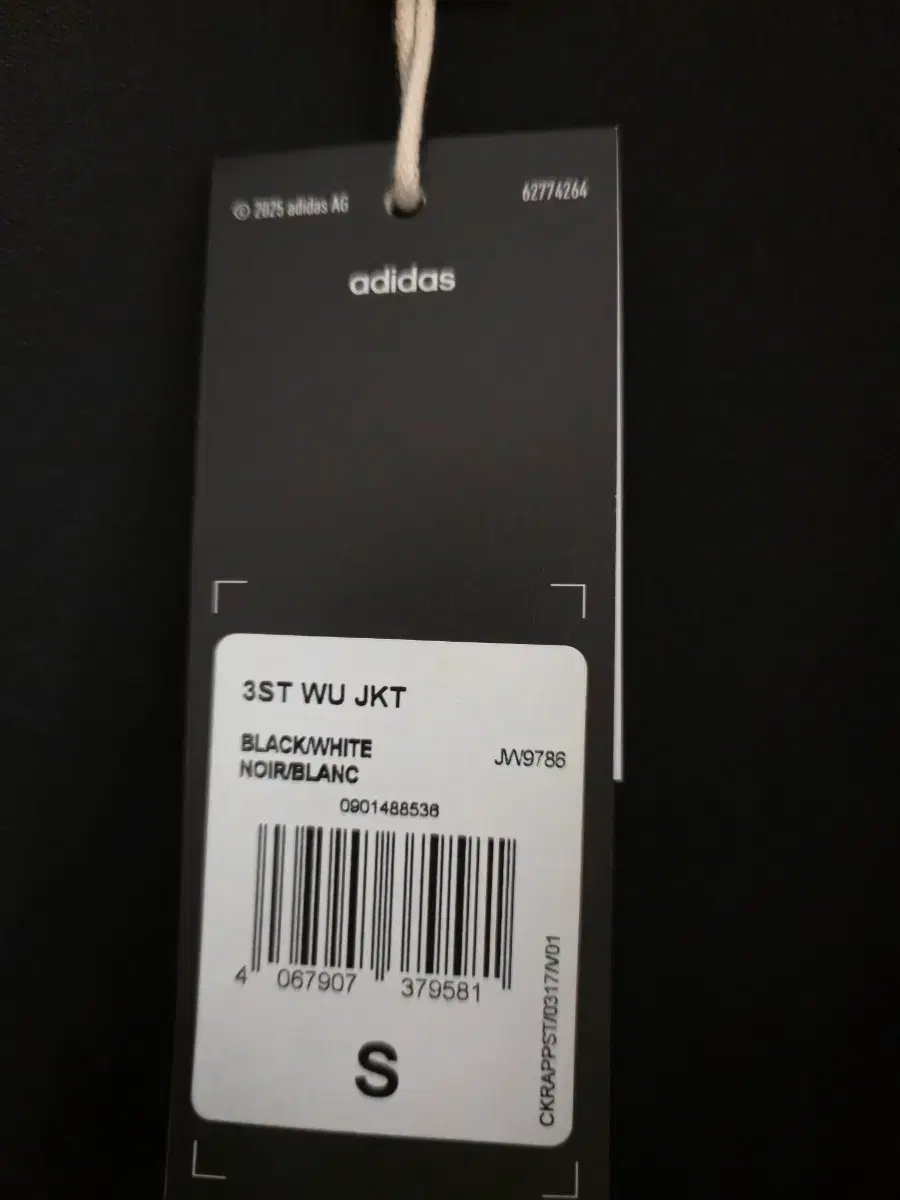 © 2025 adidas AG
62774264
adidas
3ST WU JKT
BLACK/WHITE
NOIR/BLANC
JW9786
0901488536
4 067907 379581
S
CKRAPPST/0317/V01